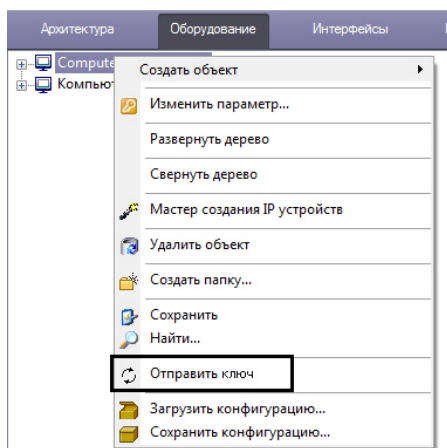 Архитектура Оборудование Интерфейсы
Compute
Компью
Создать объект
Изменить параметр...
Развернуть дерево
Свернуть дерево
Мастер создания IP устройств
Удалить объект
Создать папку...
Сохранить
Найти...
Отправить ключ
Загрузить конфигурацию...
Сохранить конфигурацию...